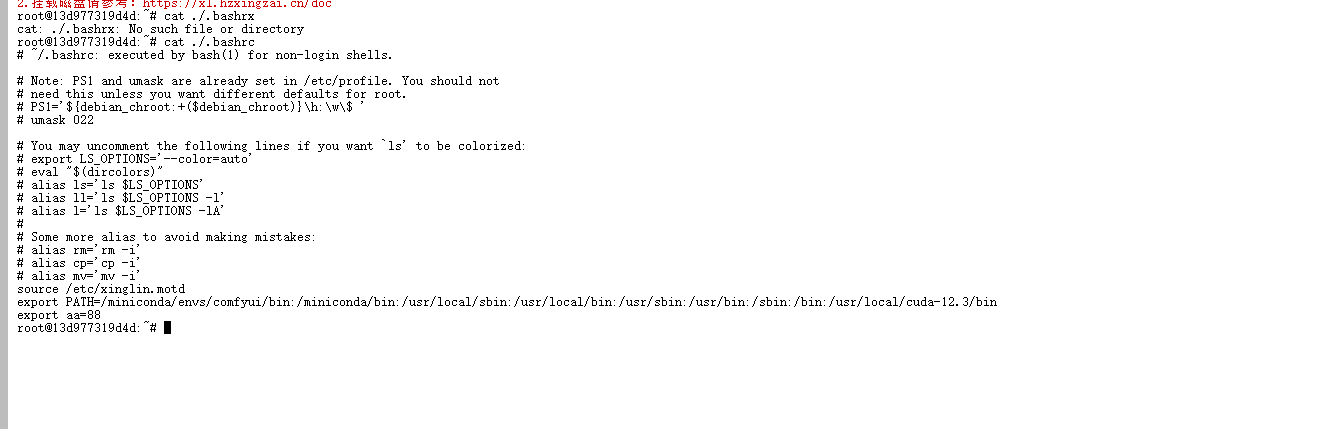 2.挂载磁盘请参考: https://xl.hzxingzai.cn/doc
root@13d977319d4d:~# cat ./.bashrx
cat: ./.bashrx: No such file or directory
root@13d977319d4d:~# cat ./.bashrc
# ~/.bashrc: executed by bash(1) for non-login shells.

# Note: PS1 and umask are already set in /etc/profile. You should not
# need this unless you want different defaults for root.
# PS1='${debian_chroot:+($debian_chroot)}\h:\w\$ '
# umask 022

# You may uncomment the following lines if you want `ls' to be colorized:
# export LS_OPTIONS='--color=auto'
# eval "$(dircolors)"
# alias ls='ls $LS_OPTIONS'
# alias ll='ls $LS_OPTIONS -l'
# alias l='ls $LS_OPTIONS -lA'
#
# Some more alias to avoid making mistakes:
# alias rm='rm -i'
# alias cp='cp -i'
# alias mv='mv -i'
source /etc/xinglin.motd
export PATH=/miniconda/envs/comfyui/bin:/miniconda/bin:/usr/local/sbin:/usr/local/bin:/usr/sbin:/usr/bin:/sbin:/bin:/usr/local/cuda-12.3/bin
export aa=88
root@13d977319d4d:~#